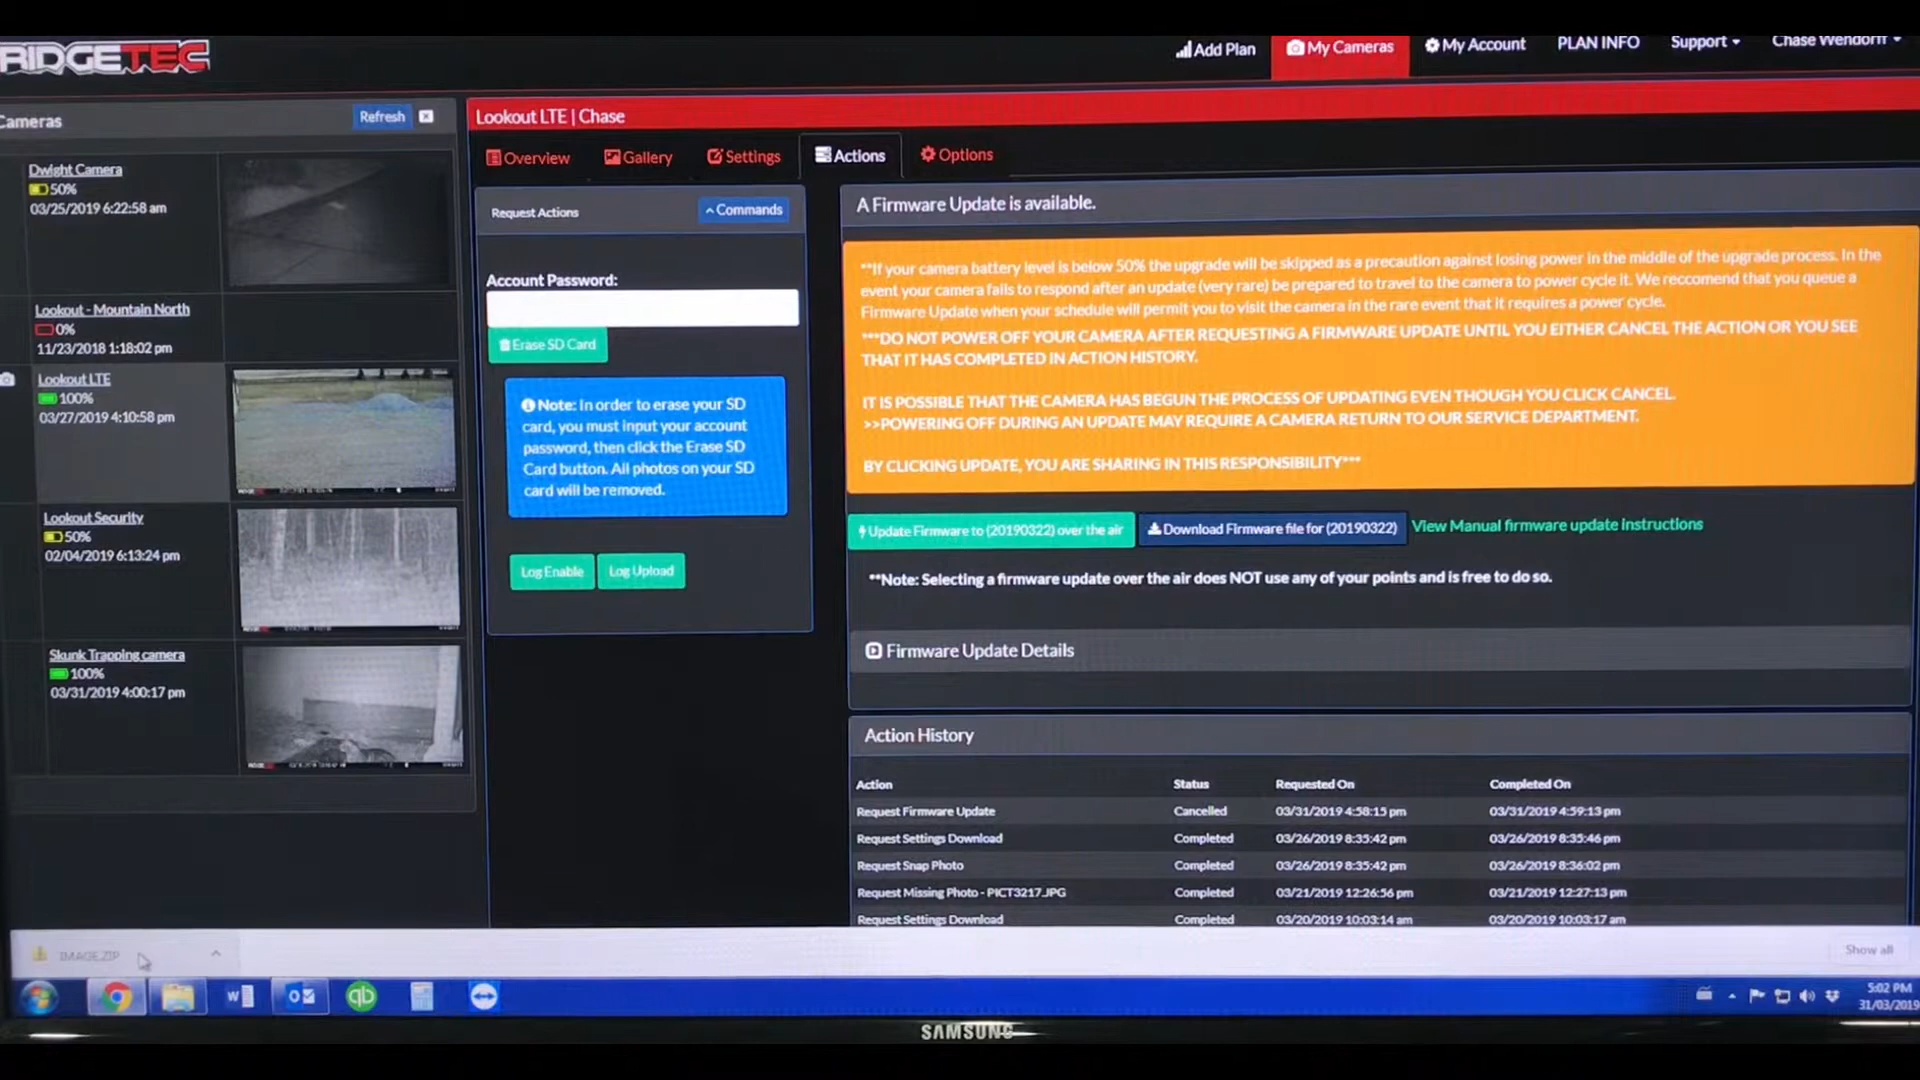 RIDGETEC
Add Plan
My Cameras
My Account
PLAN INFO
Support
Chase Wendorff
Cameras
Refresh
Dwight Camera
50%
03/25/2019 6:22:58 am
Lookout - Mountain North
0%
11/23/2018 1:18:02 pm
Lookout LTE
100%
03/27/2019 4:10:58 pm
Lookout Security
50%
02/04/2019 6:13:24 pm
Skunk Trapping camera
100%
03/31/2019 4:00:17 pm
Lookout LTE | Chase
Overview
Gallery
Settings
Actions
Options
Request Actions
Commands
Account Password:
Erase SD Card
Note: In order to erase your SD
card, you must input your account
password, then click the Erase SD
Card button. All photos on your SD
card will be removed.
Log Enable
Log Upload
A Firmware Update is available.
**If your camera battery level is below 50% the upgrade will be skipped as a precaution against losing power in the middle of the upgrade process. In the
event your camera fails to respond after an update (very rare) be prepared to travel to the camera to power cycle it. We reccomend that you queue a
Firmware Update when your schedule will permit you to visit the camera in the rare event that it requires a power cycle.
***DO NOT POWER OFF YOUR CAMERA AFTER REQUESTING A FIRMWARE UPDATE UNTIL YOU EITHER CANCEL THE ACTION OR YOU SEE
THAT IT HAS COMPLETED IN ACTION HISTORY.
IT IS POSSIBLE THAT THE CAMERA HAS BEGUN THE PROCESS OF UPDATING EVEN THOUGH YOU CLICK CANCEL.
>>POWERING OFF DURING AN UPDATE MAY REQUIRE A CAMERA RETURN TO OUR SERVICE DEPARTMENT.
BY CLICKING UPDATE, YOU ARE SHARING IN THIS RESPONSIBILITY***
Update Firmware to (20190322) over the air
Download Firmware file for (20190322)
View Manual firmware update instructions
**Note: Selecting a firmware update over the air does NOT use any of your points and is free to do so.
Firmware Update Details
Action History
Action Status Requested On Completed On
Request Firmware Update Cancelled 03/31/2019 4:58:15 pm 03/31/2019 4:59:13 pm
Request Settings Download Completed 03/26/2019 8:35:42 pm 03/26/2019 8:35:46 pm
Request Snap Photo Completed 03/26/2019 8:35:42 pm 03/26/2019 8:36:02 pm
Request Missing Photo - PICT3217.JPG Completed 03/21/2019 12:26:56 pm 03/21/2019 12:27:13 pm
Request Settings Download Completed 03/20/2019 10:03:14 am 03/20/2019 10:03:17 am
IMAGE.ZIP
Show all
W
qb
5:02 PM
31/03/2019
SAMSUNG